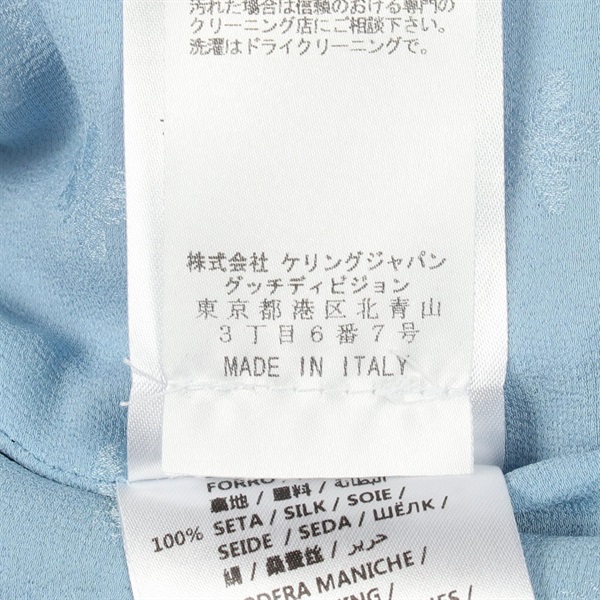 汚れた場合は信頼のおける専門の
クリーニング店にご相談下さい。
洗濯はドライクリーニングで。
株式会社 ケリングジャパン
グッチディビジョン
東京都港区北青山
3丁目6番7号
MADE IN ITALY
FORRO
裏地 / 裏料 /
100% SETA / SILK / SOIE /
SEIDE / SEDA / ШЁЛК /
絹 / 桑蚕丝 / حرير /
FODERA MANICHE /